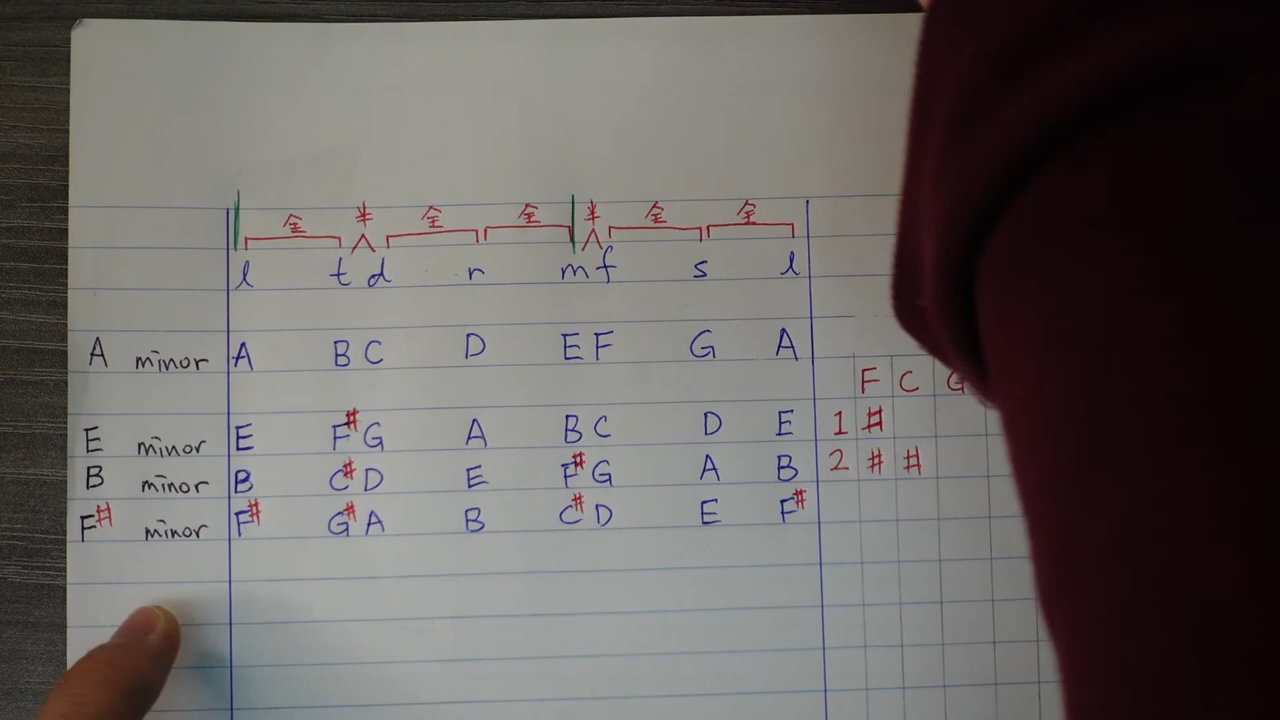 全 半 全 全 半 全 全
l t d r m f s l
A minor A B C D E F G A
F C G
E minor E F# G A B C D E 1 #
B minor B C# D E F# G A B 2 # #
F# minor F# G# A B C# D E F#